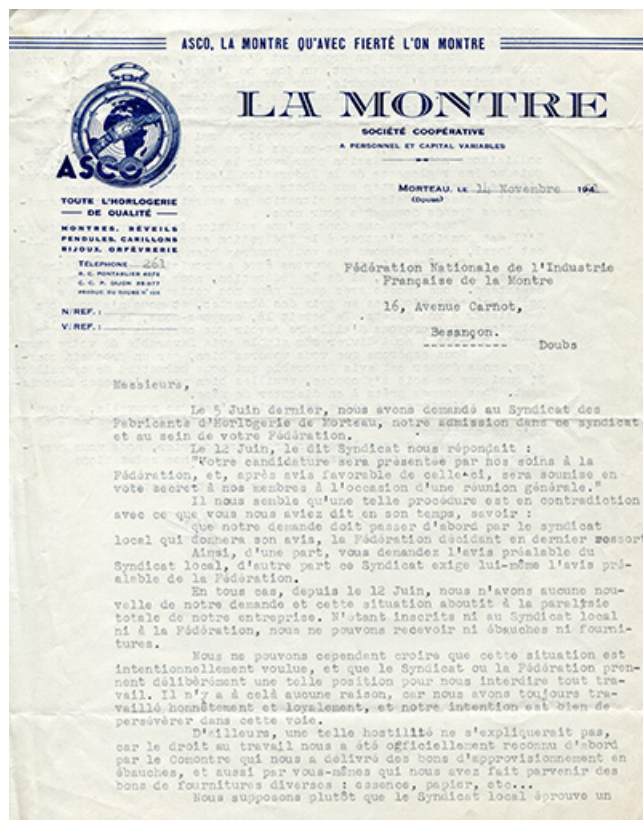 ASCO, LA MONTRE QU'AVEC FIERTÉ L'ON MONTRE
LA MONTRE
SOCIÉTÉ COOPÉRATIVE
A PERSONNEL ET CAPITAL VARIABLES
ASCO
TOUTE L'HORLOGERIE
DE QUALITÉ
MONTRES, RÉVEILS
PENDULES, CARILLONS
BIJOUX, ORFÈVRERIE
TÉLÉPHONE 261
R. C. PONTARLIER
C. C. P. DIJON
N/REF. :
V/REF. :
MORTEAU, LE 14 Novembre 194
(DOUBS)
Fédération Nationale de l'Industrie
Française de la Montre
16, Avenue Carnot,
Besançon.
Doubs
Messieurs,
Le 5 Juin dernier, nous avons demandé au Syndicat des
Fabricants d'Horlogerie de Morteau, notre admission dans ce syndicat
et au sein de votre Fédération.
Le 12 Juin, le dit Syndicat nous répondait :
"Votre candidature sera présentée par nos soins à la
Fédération, et, après avis favorable de celle-ci, sera soumise en
vote secret à nos membres à l'occasion d'une réunion générale."
Il nous semble qu'une telle procédure est en contradiction
avec ce que vous nous aviez dit en son temps, savoir :
que notre demande doit passer d'abord par le syndicat
local qui donnera son avis, la Fédération décidant en dernier ressort
Ainsi, d'une part, vous demandez l'avis préalable du
Syndicat local, d'autre part ce Syndicat exige lui-même l'avis pré-
alable de la Fédération.
En tous cas, depuis le 12 Juin, nous n'avons aucune nou-
velle de notre demande et cette situation aboutit à la paralysie
totale de notre entreprise. N'étant inscrits ni au Syndicat local
ni à la Fédération, nous ne pouvons recevoir ni ébauches ni fourni-
tures.
Nous ne pouvons cependant croire que cette situation est
intentionnellement voulue, et que le Syndicat ou la Fédération pren-
nent délibérément une telle position pour nous interdire tout tra-
vail. Il n'y a à celà aucune raison, car nous avons toujours tra-
vaillé honnêtement et loyalement, et notre intention est bien de
persévérer dans cette voie.
D'ailleurs, une telle hostilité ne s'expliquerait pas,
car le droit au travail nous a été officiellement reconnu d'abord
par le Comontre qui nous a délivré des bons d'approvisionnement en
ébauches, et aussi par vous-mêmes qui nous avez fait parvenir des
bons de fournitures diverses : essence, papier, etc...
Nous supposons plutôt que le Syndicat local éprouve un